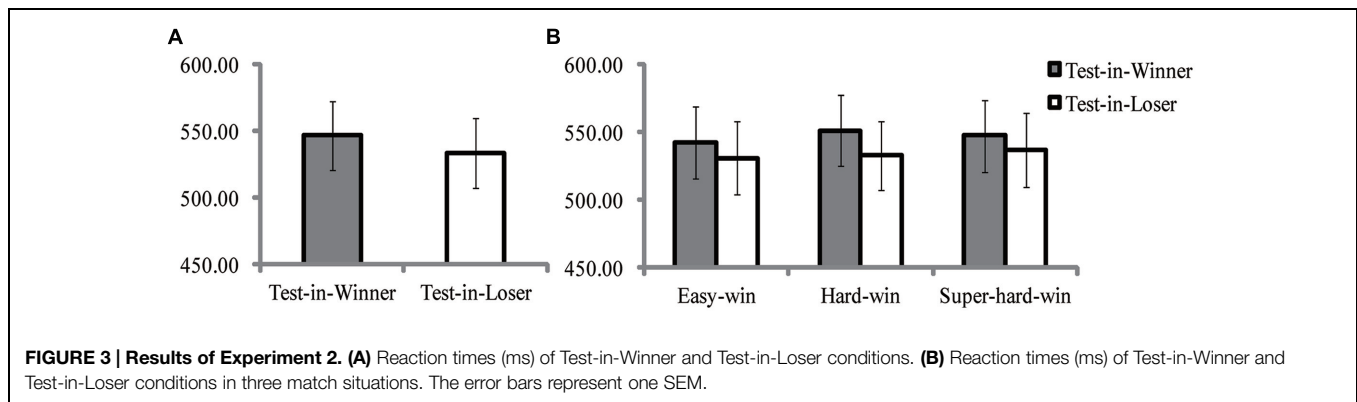 A
600.00
550.00
500.00
450.00
Test-in-Winner Test-in-Loser
B
600.00
550.00
500.00
450.00
Easy-win Hard-win Super-hard-win
Test-in-Winner
Test-in-Loser
FIGURE 3 | Results of Experiment 2. (A) Reaction times (ms) of Test-in-Winner and Test-in-Loser conditions. (B) Reaction times (ms) of Test-in-Winner and
Test-in-Loser conditions in three match situations. The error bars represent one SEM.